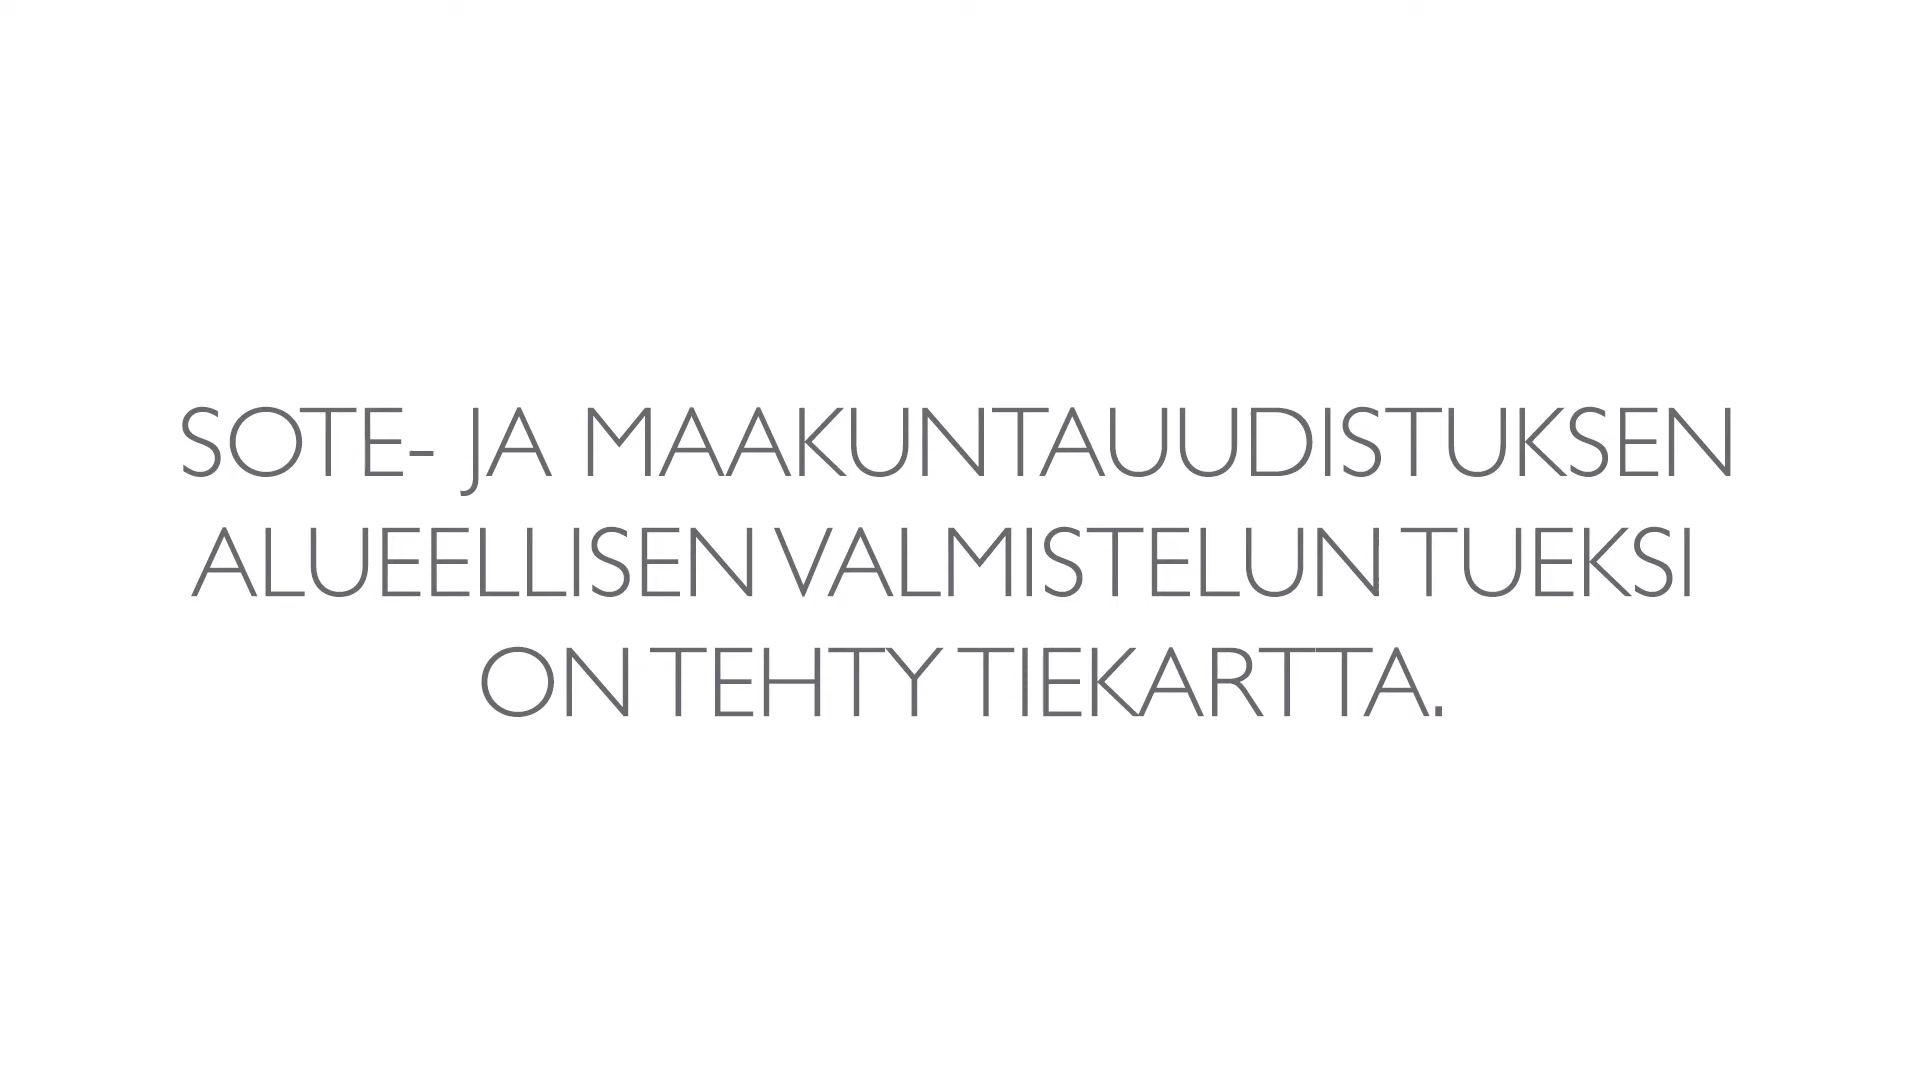 SOTE- JA MAAKUNTAUUDISTUKSEN
ALUEELLISEN VALMISTELUN TUEKSI
ON TEHTY TIEKARTTA.